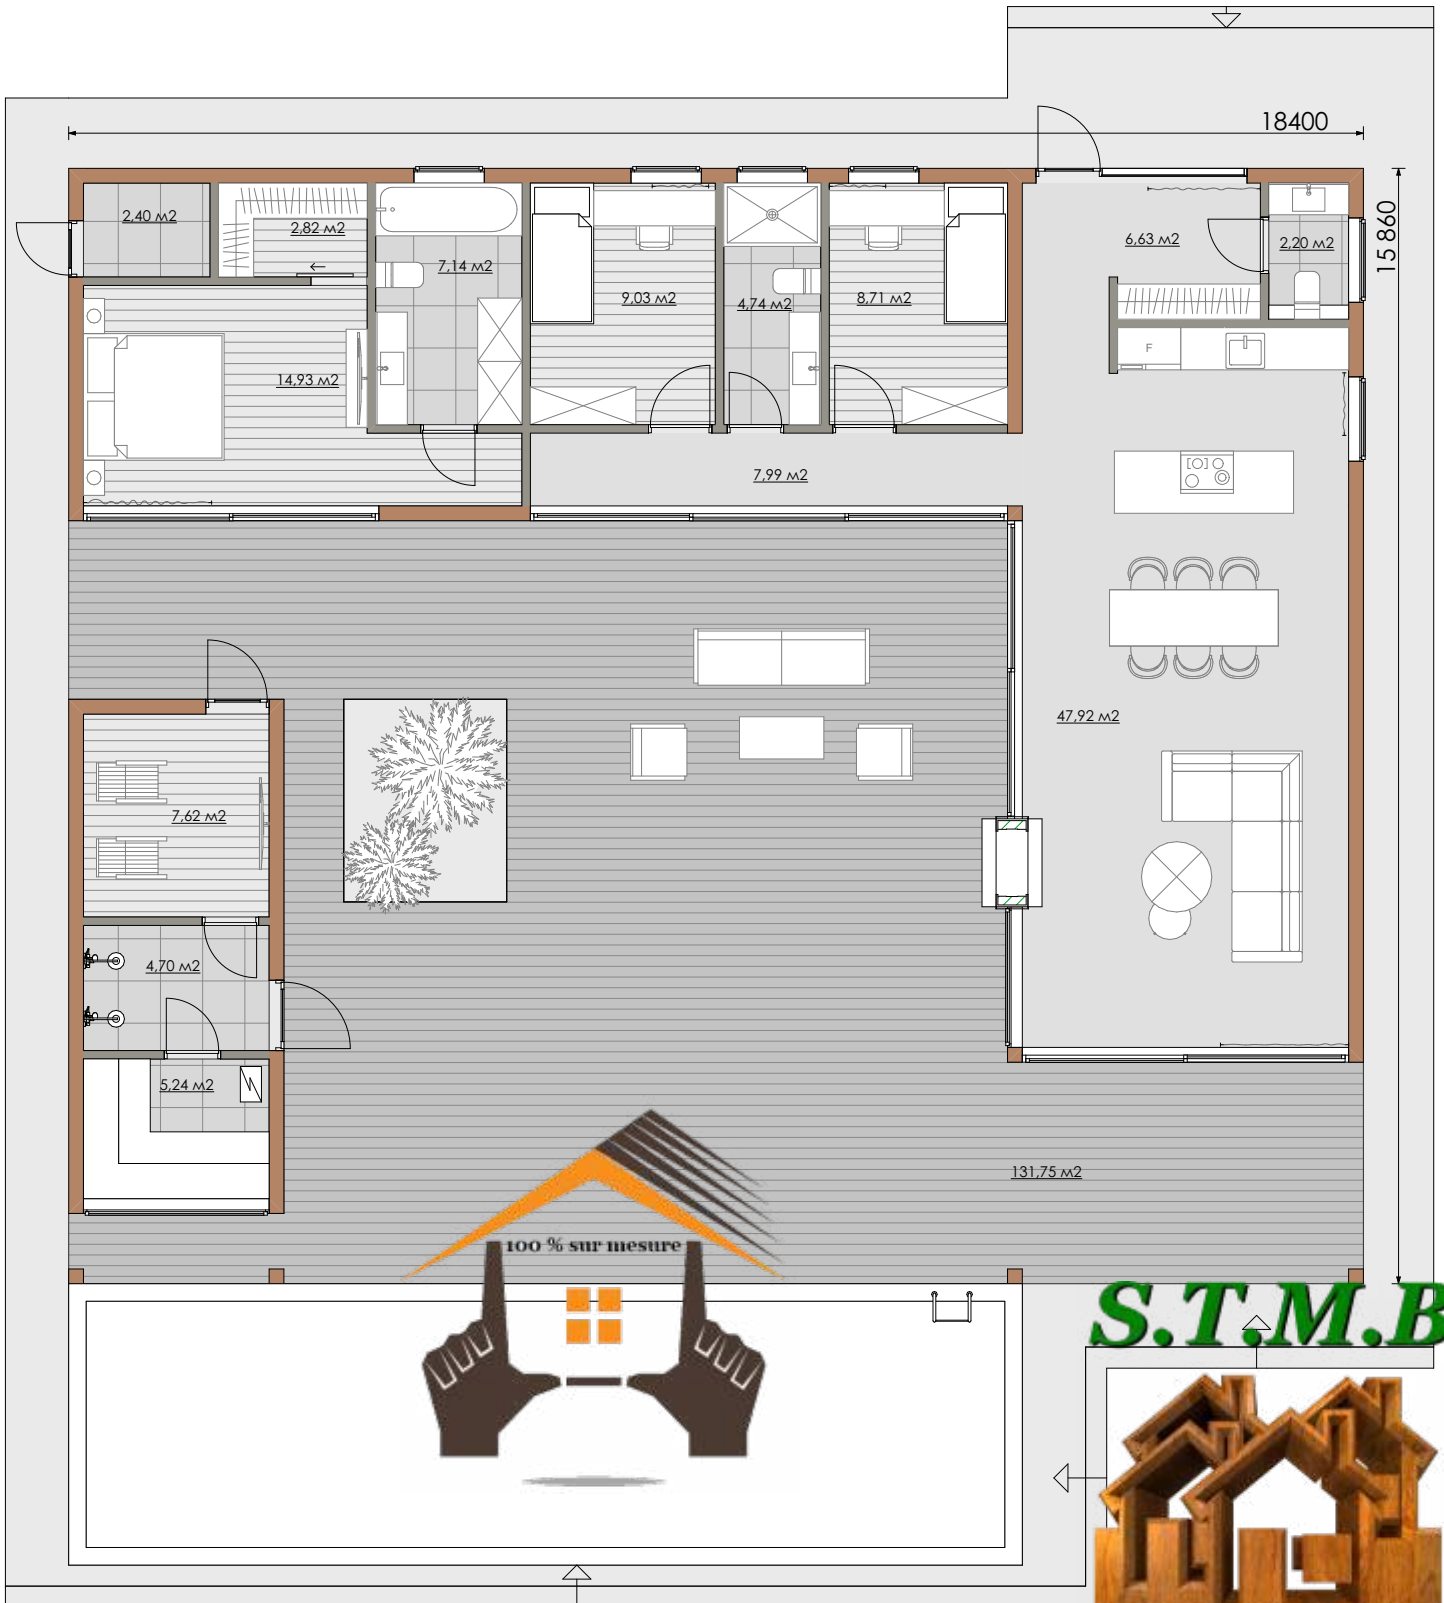 18400
15860
2,40 м2
2,82 м2
7,14 м2
9,03 м2
4,74 м2
8,71 м2
6,63 м2
2,20 м2
14,93 м2
F
7,99 м2
47,92 м2
7,62 м2
4,70 м2
5,24 м2
131,75 м2
100 % sur mesure
S.T.M.B